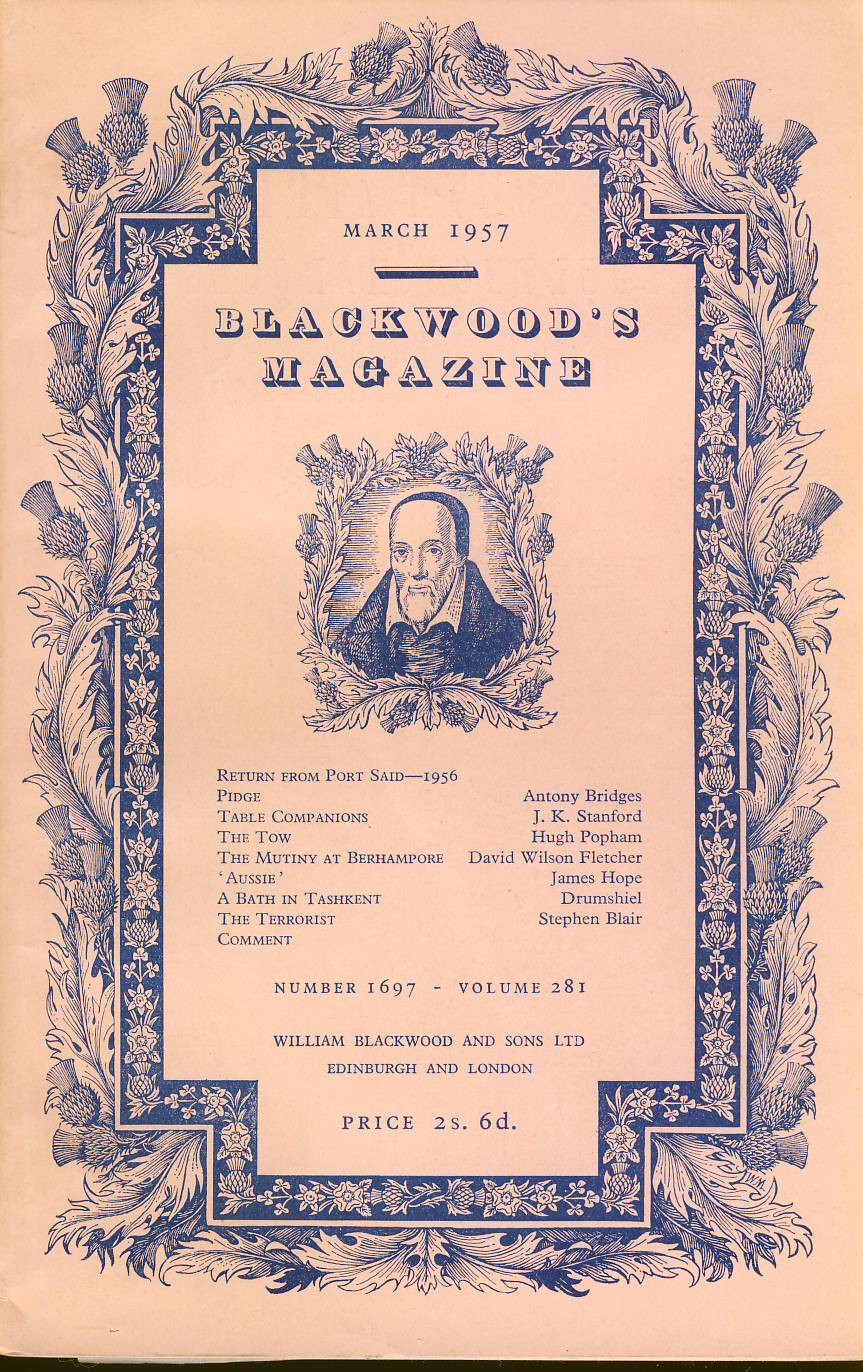 MARCH 1957
BLACKWOOD'S
MAGAZINE
RETURN FROM PORT SAID—1956
PIDGE Antony Bridges
TABLE COMPANIONS J. K. Stanford
THE TOW Hugh Popham
THE MUTINY AT BERHAMPORE David Wilson Fletcher
'AUSSIE' James Hope
A BATH IN TASHKENT Drumshiel
THE TERRORIST Stephen Blair
COMMENT
NUMBER 1697 - VOLUME 281
WILLIAM BLACKWOOD AND SONS LTD
EDINBURGH AND LONDON
PRICE 2s. 6d.